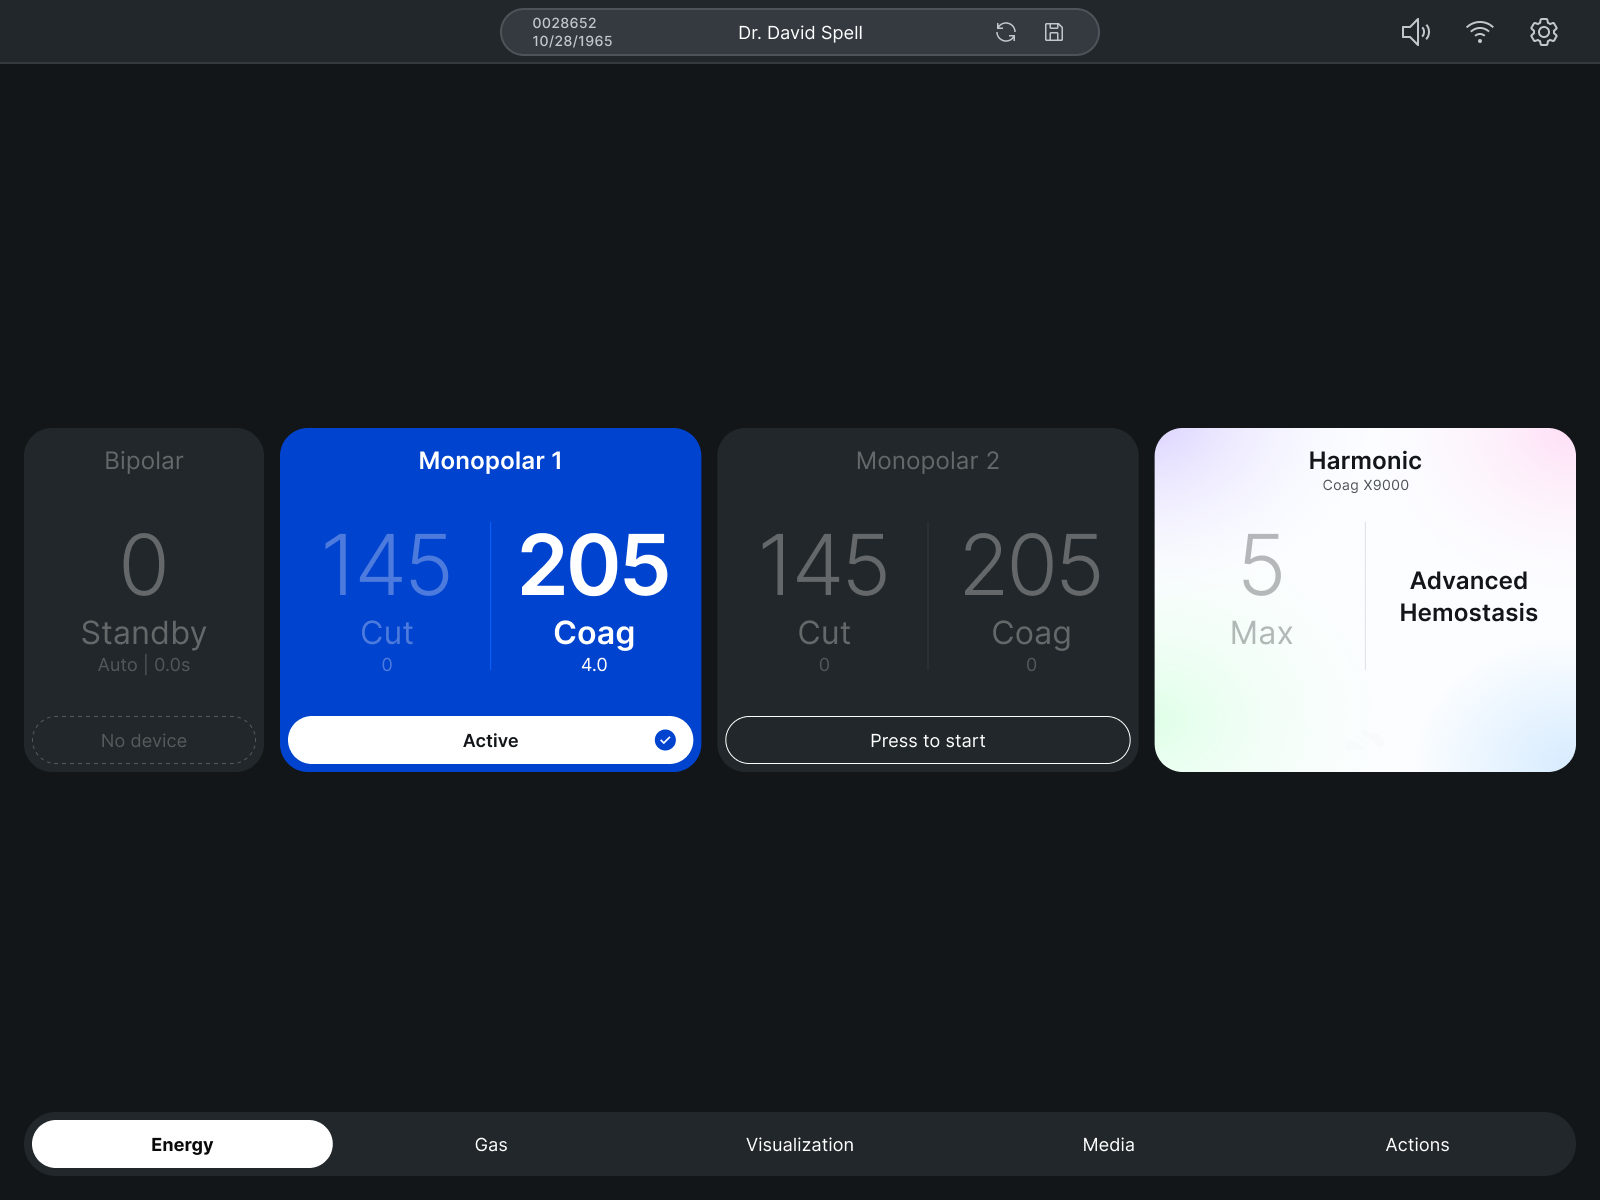 0028652
10/28/1965
Dr. David Spell
Bipolar
0
Standby
Auto | 0.0s
No device
Monopolar 1
145
Cut
0
205
Coag
4.0
Active
Monopolar 2
145
Cut
0
205
Coag
0
Press to start
Harmonic
Coag X9000
5
Max
Advanced
Hemostasis
Energy
Gas
Visualization
Media
Actions